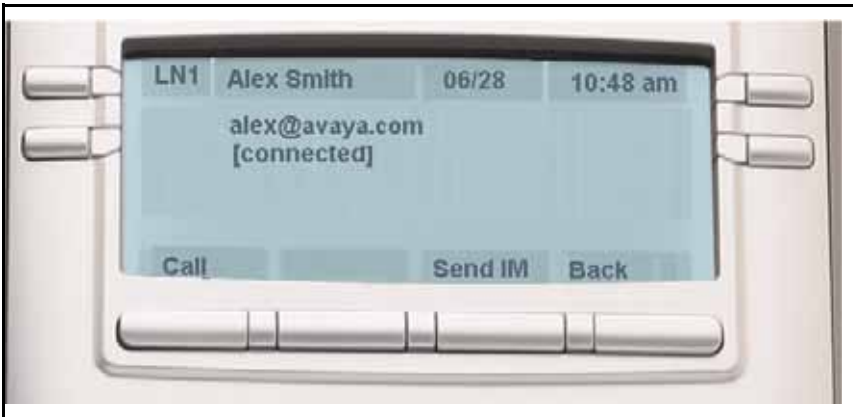 LN1 Alex Smith 06/28 10:48 am
alex@avaya.com
[connected]
Call Send IM Back